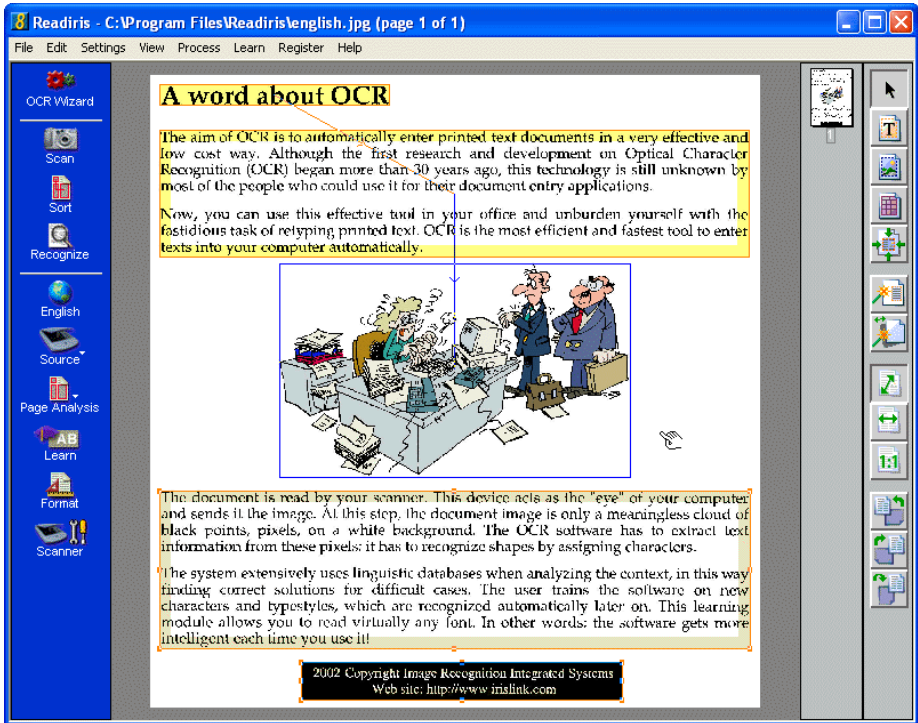 Readiris - C:\Program Files\Readiris\english.jpg (page 1 of 1)
File Edit Settings View Process Learn Register Help
OCR Wizard
Scan
Sort
Recognize
English
Source
Page Analysis
AB
Learn
Format
Scanner
A word about OCR
The aim of OCR is to automatically enter printed text documents in a very effective and
low cost way. Although the first research and development on Optical Character
Recognition (OCR) began more than 30 years ago, this technology is still unknown by
most of the people who could use it for their document entry applications.
Now, you can use this effective tool in your office and unburden yourself with the
fastidious task of retyping printed text. OCR is the most efficient and fastest tool to enter
texts into your computer automatically.
The document is read by your scanner. This device acts as the "eye" of your computer
and sends it the image. At this step, the document image is only a meaningless cloud of
black points, pixels, on a white background. The OCR software has to extract text
information from these pixels: it has to recognize shapes by assigning characters.
The system extensively uses linguistic databases when analyzing the context, in this way
finding correct solutions for difficult cases. The user trains the software on new
characters and typestyles, which are recognized automatically later on. This learning
module allows you to read virtually any font. In other words: the software gets more
intelligent each time you use it!
2002 Copyright Image Recognition Integrated Systems
Web site: http://www.irislink.com
1
T
1:1